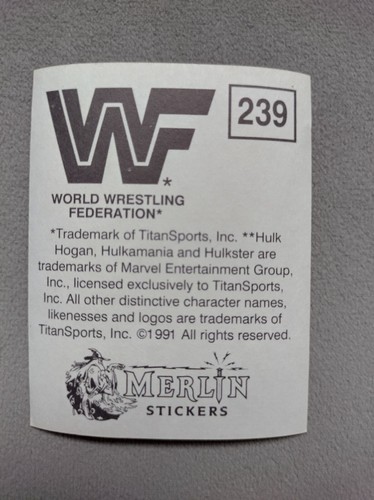 WF
239
WORLD WRESTLING
FEDERATION*
*Trademark of TitanSports, Inc. **Hulk
Hogan, Hulkamania and Hulkster are
trademarks of Marvel Entertainment Group,
Inc., licensed exclusively to TitanSports,
Inc. All other distinctive character names,
likenesses and logos are trademarks of
TitanSports, Inc. ©1991 All rights reserved.
MERLIN
STICKERS